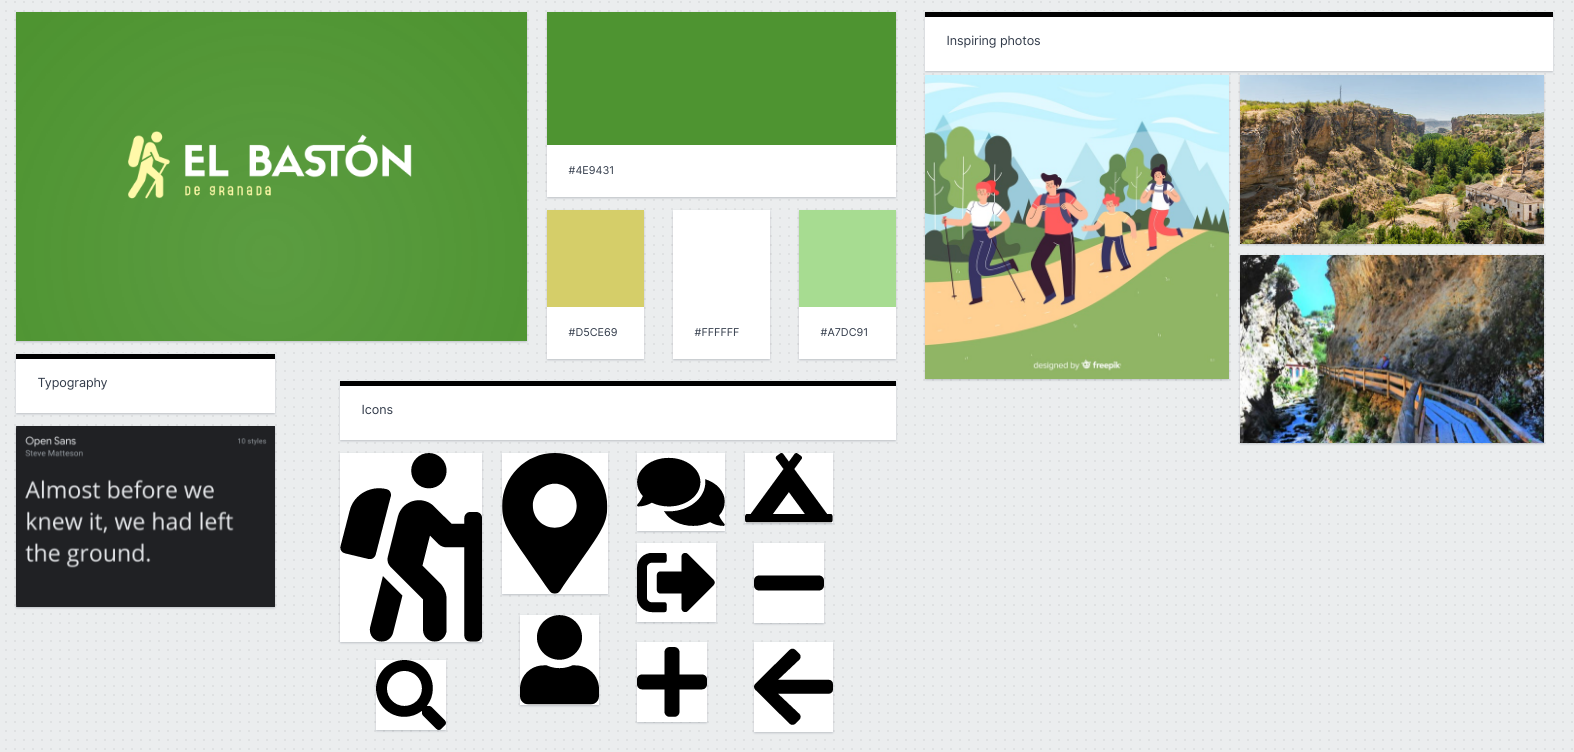 EL BASTÓN
DE GRANADA
#4E9431
#D5CE69
#FFFFFF
#A7DC91
Inspiring photos
designed by freepik
Typography
Open Sans
10 styles
Steve Matteson
Almost before we
knew it, we had left
the ground.
Icons